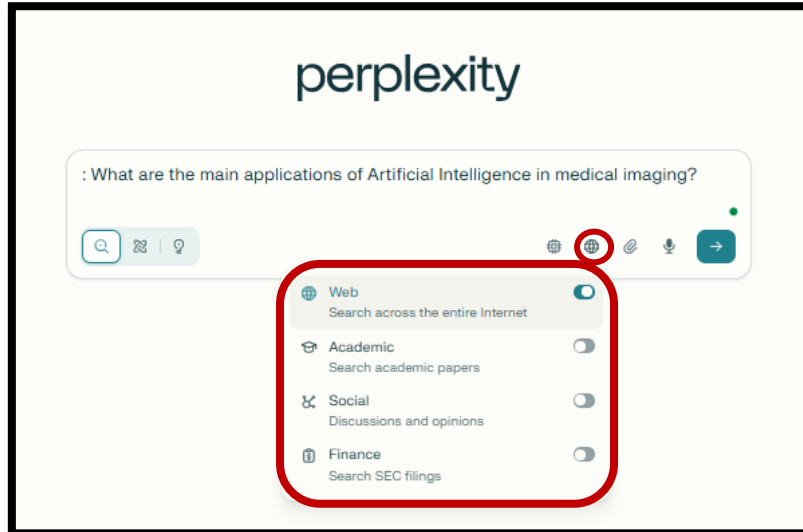 perplexity
: What are the main applications of Artificial Intelligence in medical imaging?
Web
Search across the entire Internet
Academic
Search academic papers
Social
Discussions and opinions
Finance
Search SEC filings